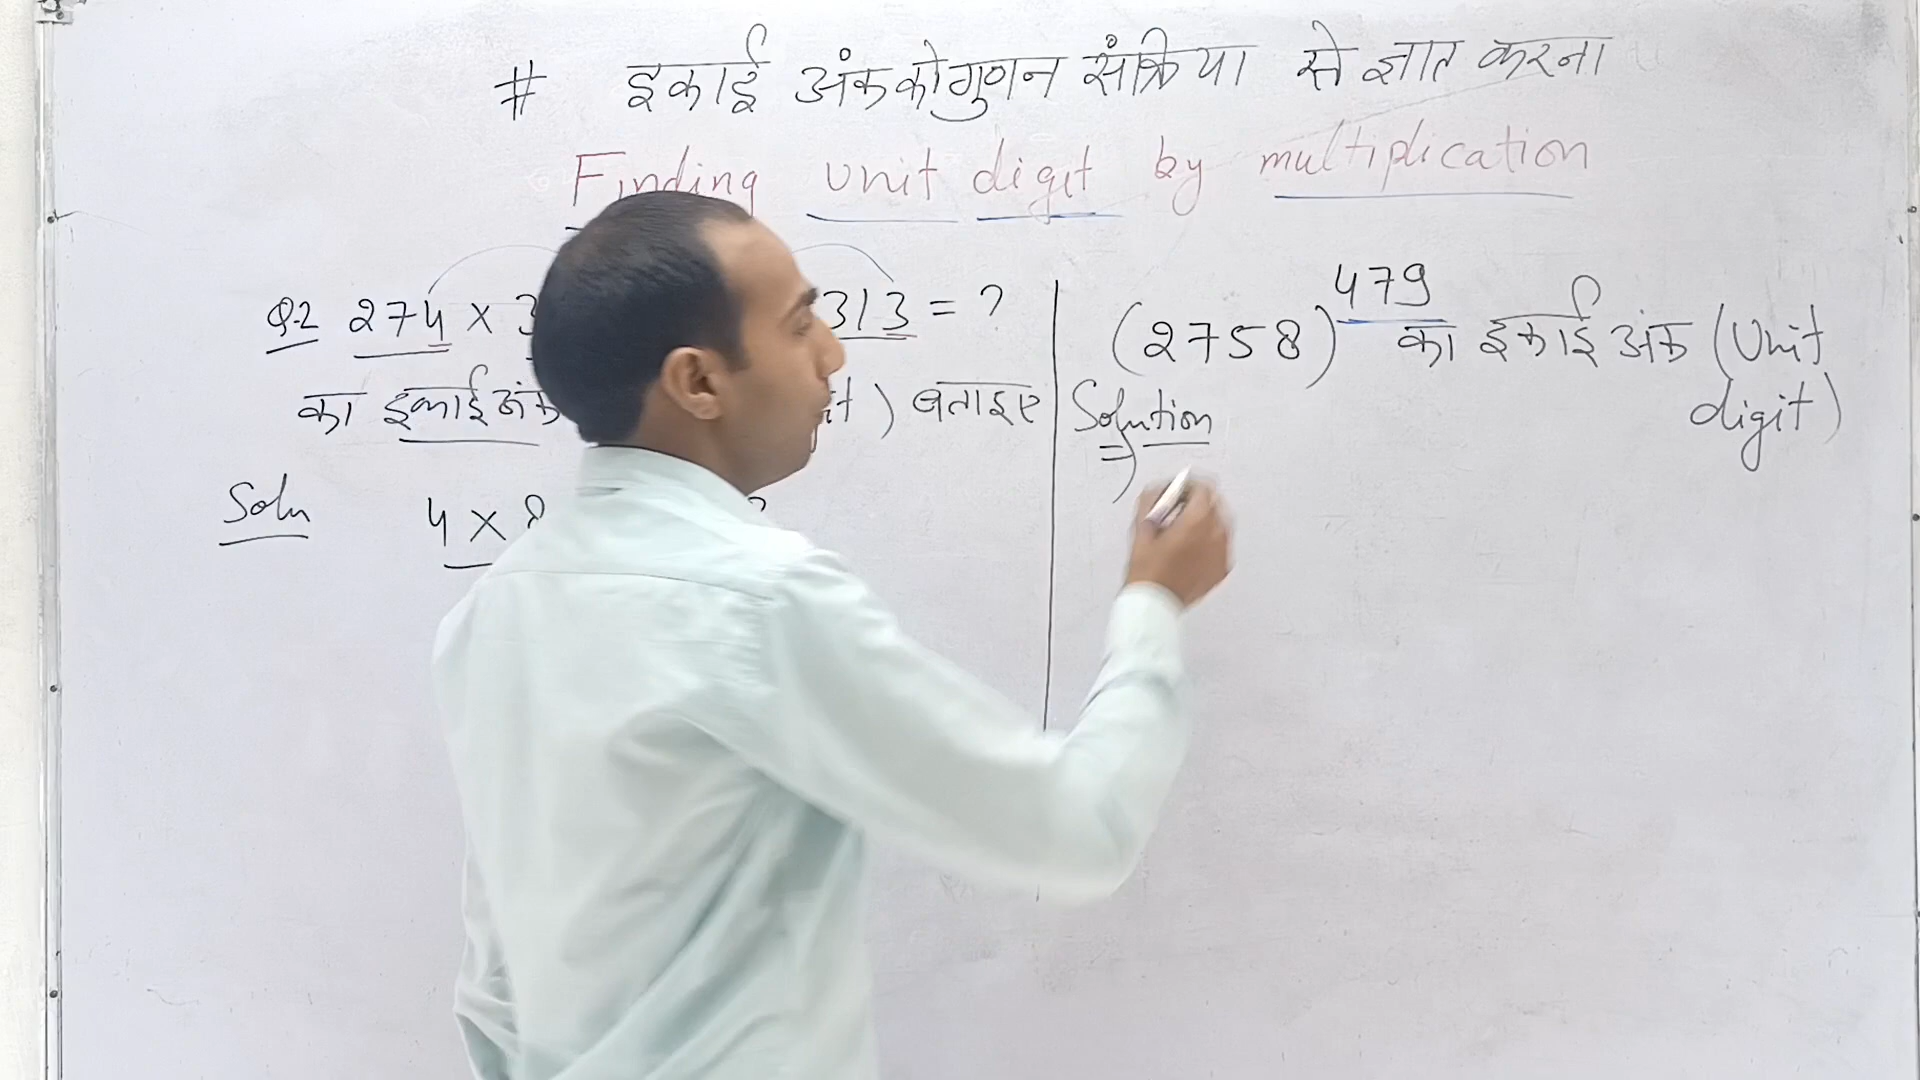 # इकाई अंक को गुणन संक्रिया से ज्ञात करना
Finding unit digit by multiplication
Q.2 274 × 3 313 = ?
का इकाई अंक it) बताइए
Soln 4 × 8
(2758)^479 का इकाई अंक (Unit
digit)
Solution
⇒